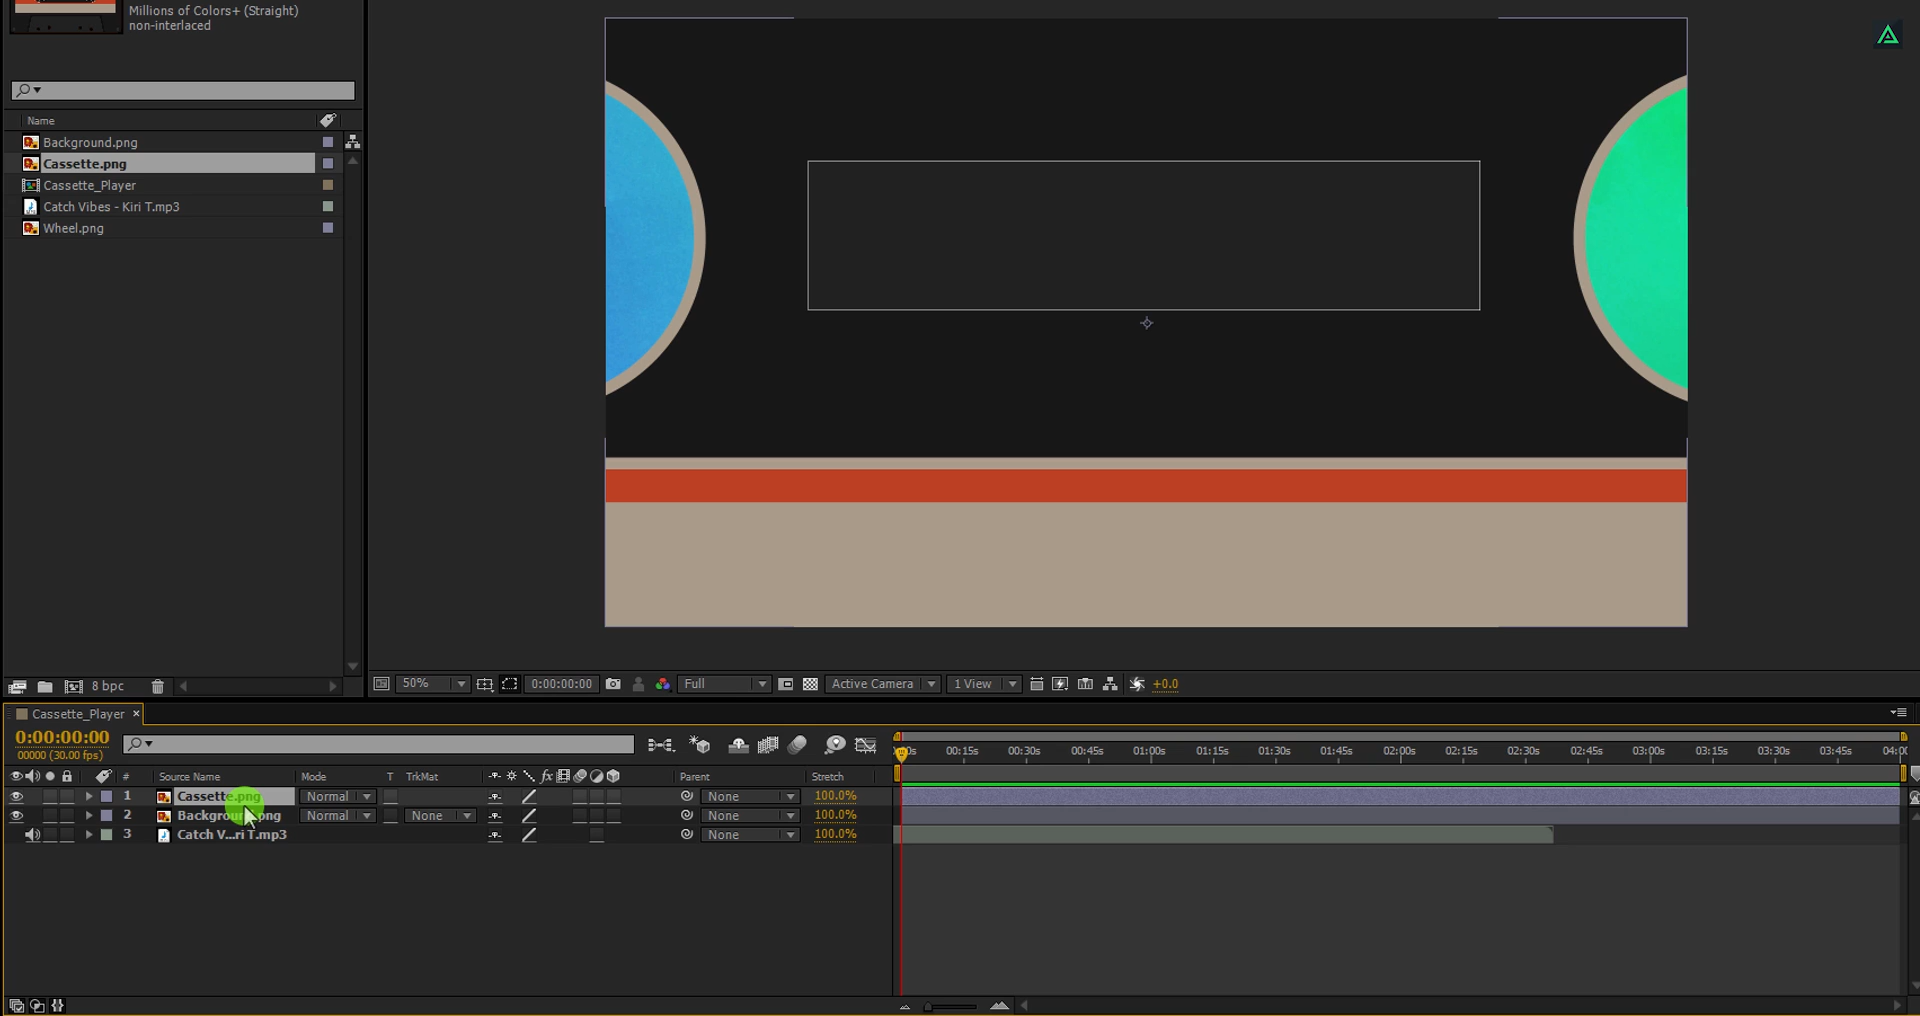 Millions of Colors+ (Straight)
non-interlaced
Name
Background.png
Cassette.png
Cassette_Player
Catch Vibes - Kiri T.mp3
Wheel.png
8 bpc
50%
0:00:00:00
Full
Active Camera
1 View
+0.0
Cassette_Player ×
0:00:00:00
00000 (30.00 fps)
00:15s 00:30s 00:45s 01:00s 01:15s 01:30s 01:45s 02:00s 02:15s 02:30s 02:45s 03:00s 03:15s 03:30s 03:45s 04:00
# Source Name Mode T TrkMat fx Parent Stretch
1 Cassette.png Normal None 100.0%
2 Background.png Normal None None 100.0%
3 Catch V...ri T.mp3 None 100.0%